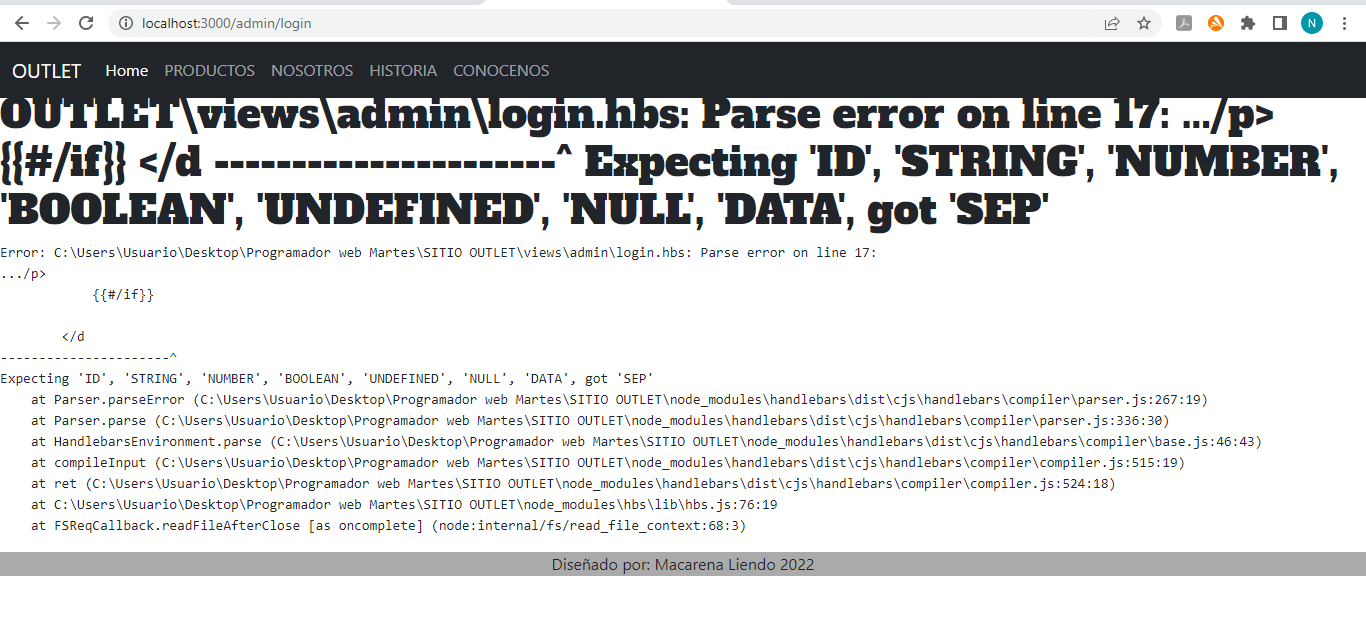 localhost:3000/admin/login
N
OUTLET Home PRODUCTOS NOSOTROS HISTORIA CONOCENOS
OUTLET\views\admin\login.hbs: Parse error on line 17: .../p>
{{#/if}} </d ----------------------^ Expecting 'ID', 'STRING', 'NUMBER',
'BOOLEAN', 'UNDEFINED', 'NULL', 'DATA', got 'SEP'
Error: C:\Users\Usuario\Desktop\Programador web Martes\SITIO OUTLET\views\admin\login.hbs: Parse error on line 17:
.../p>
{{#/if}}
</d
----------------------^
Expecting 'ID', 'STRING', 'NUMBER', 'BOOLEAN', 'UNDEFINED', 'NULL', 'DATA', got 'SEP'
at Parser.parseError (C:\Users\Usuario\Desktop\Programador web Martes\SITIO OUTLET\node_modules\handlebars\dist\cjs\handlebars\compiler\parser.js:267:19)
at Parser.parse (C:\Users\Usuario\Desktop\Programador web Martes\SITIO OUTLET\node_modules\handlebars\dist\cjs\handlebars\compiler\parser.js:336:30)
at HandlebarsEnvironment.parse (C:\Users\Usuario\Desktop\Programador web Martes\SITIO OUTLET\node_modules\handlebars\dist\cjs\handlebars\compiler\base.js:46:43)
at compileInput (C:\Users\Usuario\Desktop\Programador web Martes\SITIO OUTLET\node_modules\handlebars\dist\cjs\handlebars\compiler\compiler.js:515:19)
at ret (C:\Users\Usuario\Desktop\Programador web Martes\SITIO OUTLET\node_modules\handlebars\dist\cjs\handlebars\compiler\compiler.js:524:18)
at C:\Users\Usuario\Desktop\Programador web Martes\SITIO OUTLET\node_modules\hbs\lib\hbs.js:76:19
at FSReqCallback.readFileAfterClose [as oncomplete] (node:internal/fs/read_file_context:68:3)
Diseñado por: Macarena Liendo 2022